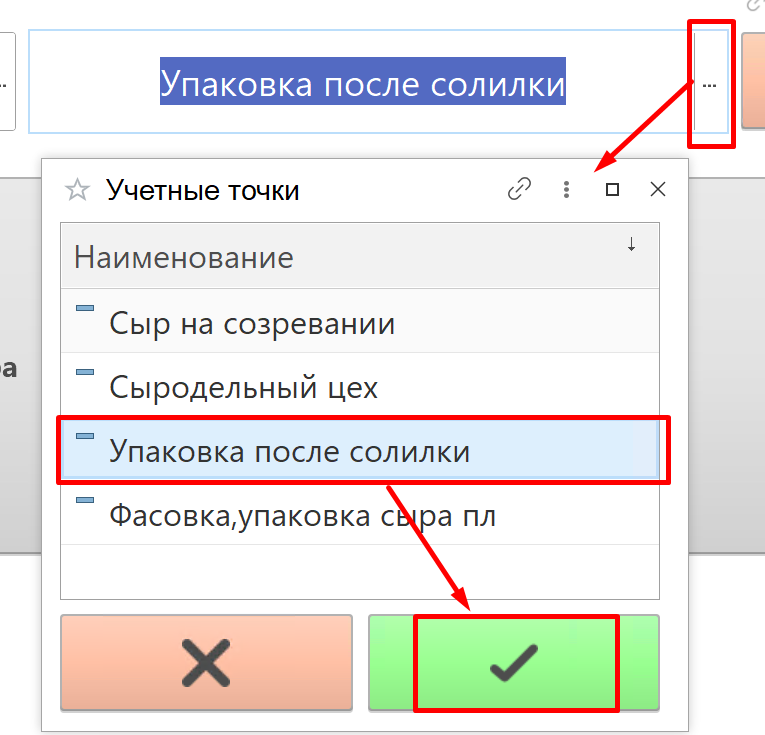 Упаковка после солилки
...
Учетные точки
Наименование
Сыр на созревании
Сыродельный цех
Упаковка после солилки
Фасовка,упаковка сыра пл